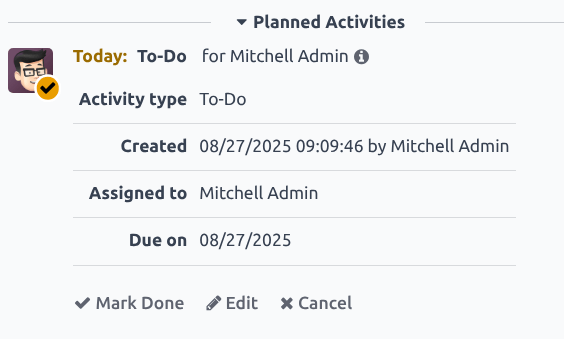 Planned Activities
Today: To-Do for Mitchell Admin
Activity type To-Do
Created 08/27/2025 09:09:46 by Mitchell Admin
Assigned to Mitchell Admin
Due on 08/27/2025
Mark Done Edit Cancel